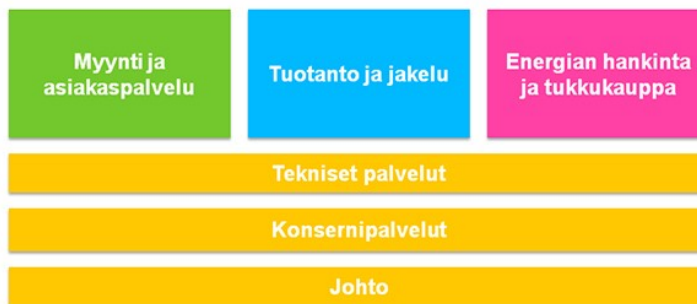 Myynti ja
asiakaspalvelu
Tuotanto ja jakelu
Energian hankinta
ja tukkukauppa
Tekniset palvelut
Konsernipalvelut
Johto